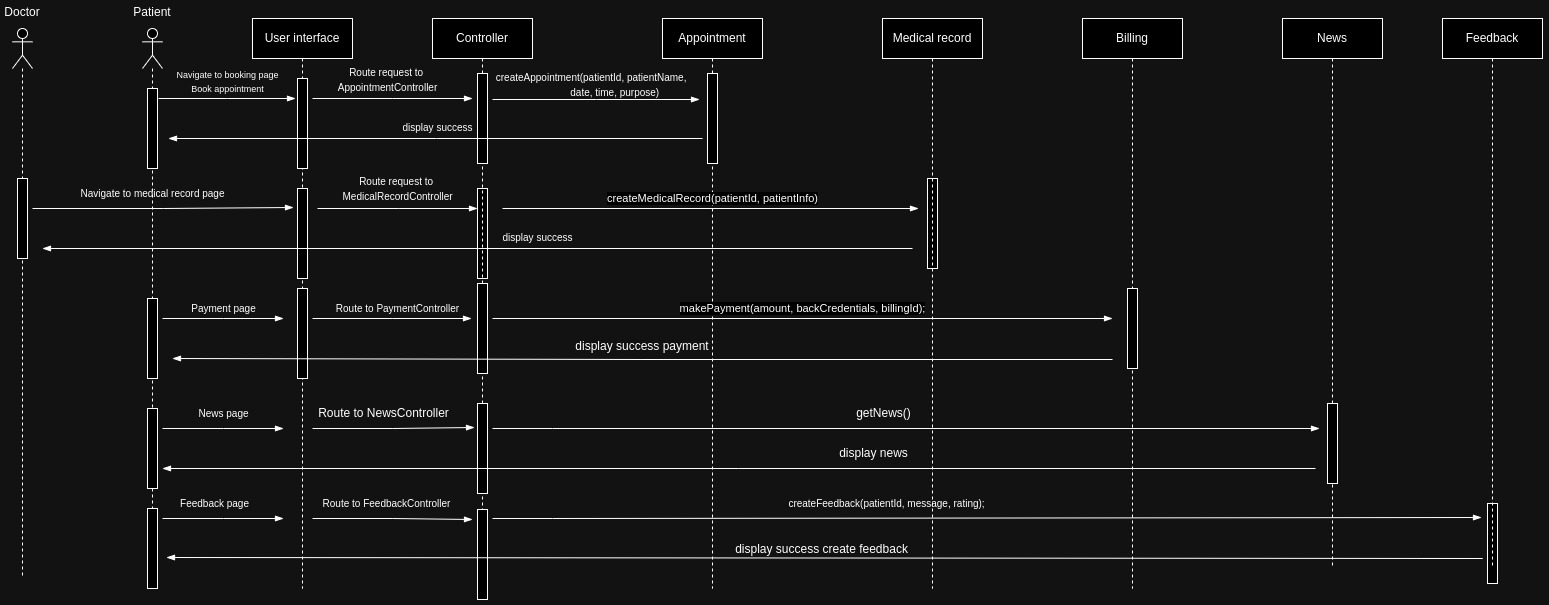 Doctor
Patient
User interface
Controller
Appointment
Medical record
Billing
News
Feedback
Navigate to booking page
Book appointment
Route request to
AppointmentController
createAppointment(patientId, patientName,
date, time, purpose)
display success
Navigate to medical record page
Route request to
MedicalRecordController
createMedicalRecord(patientId, patientInfo)
display success
Payment page
Route to PaymentController
makePayment(amount, backCredentials, billingId);
display success payment
News page
Route to NewsController
getNews()
display news
Feedback page
Route to FeedbackController
createFeedback(patientId, message, rating);
display success create feedback